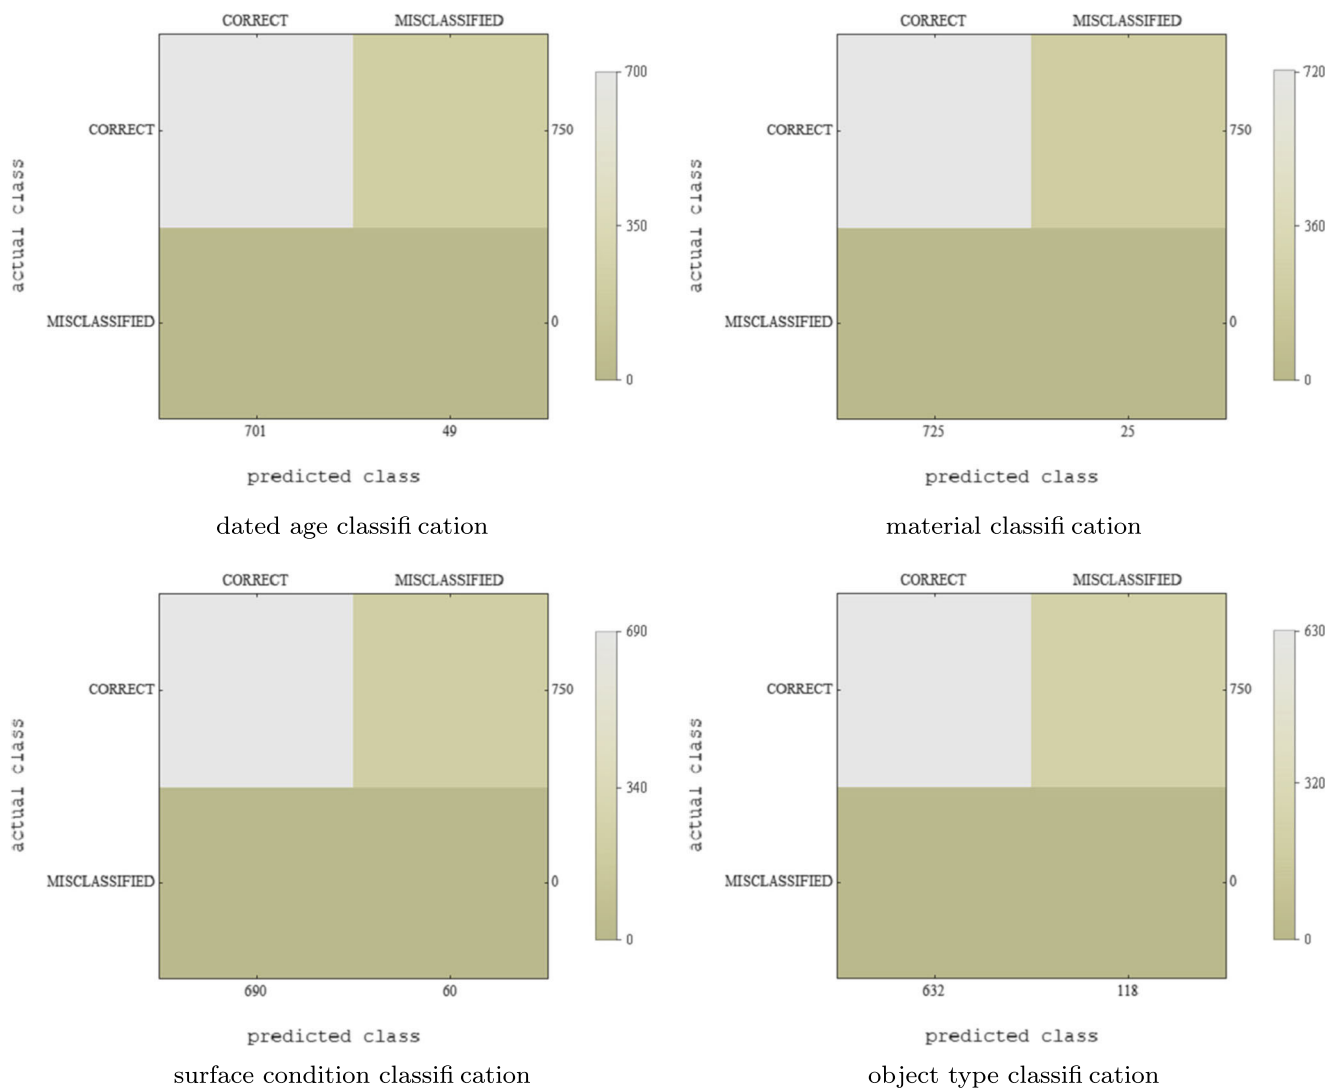 CORRECT MISCLASSIFIED
700
CORRECT 750
350
MISCLASSIFIED 0
0
701 49
actual class
predicted class
dated age classifi cation
CORRECT MISCLASSIFIED
720
CORRECT 750
360
MISCLASSIFIED 0
0
725 25
actual class
predicted class
material classifi cation
CORRECT MISCLASSIFIED
690
CORRECT 750
340
MISCLASSIFIED 0
0
690 60
actual class
predicted class
surface condition classifi cation
CORRECT MISCLASSIFIED
630
CORRECT 750
320
MISCLASSIFIED 0
0
632 118
actual class
predicted class
object type classifi cation